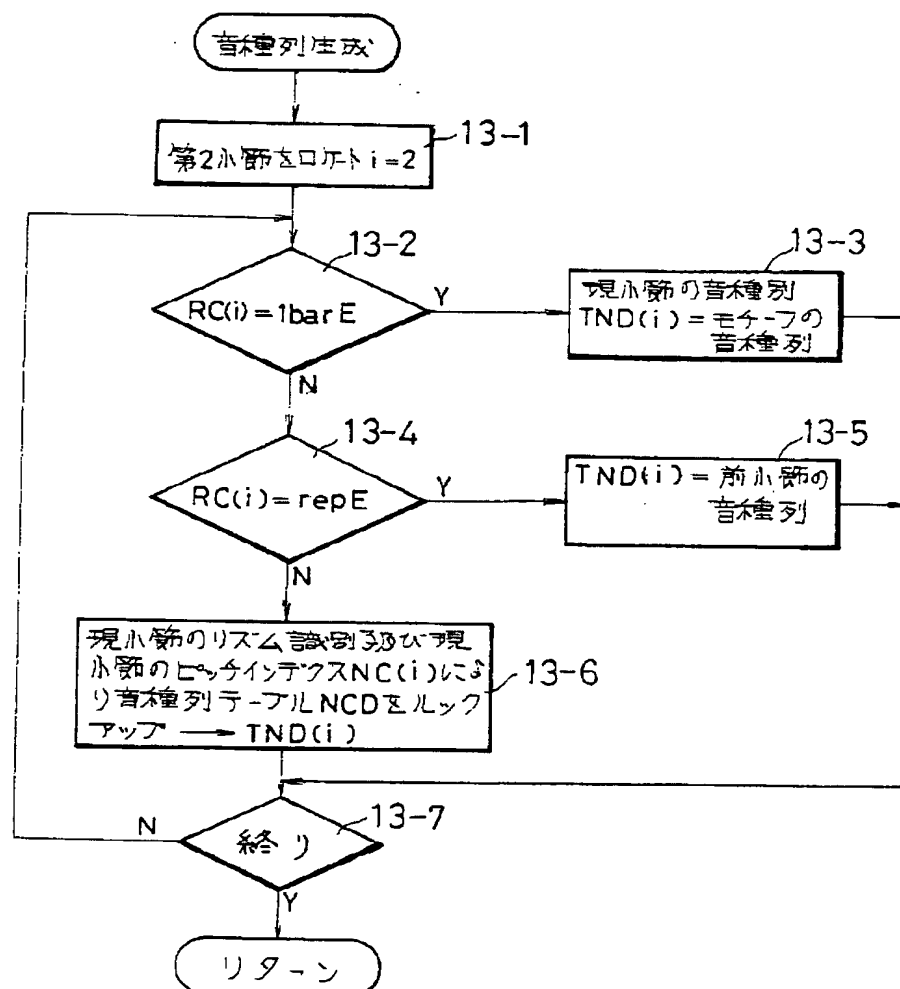 音種列生成
13-1
第2小節をロケート i=2
13-2
RC(i)=1barE
Y
N
13-3
現小節の音種列
TND(i)=モチーフの
音種列
13-4
RC(i)=repE
Y
N
13-5
TND(i)=前小節の
音種列
13-6
現小節のリズム識別及び現
小節のピッチインデクスNC(i)によ
り音種列テーブルNCDをルック
アップ → TND(i)
13-7
終り
N
Y
リターン